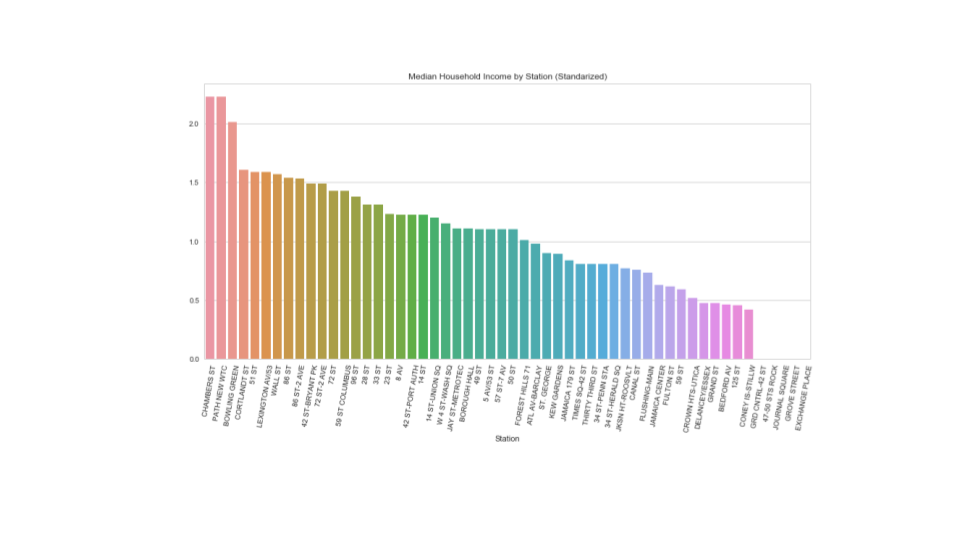 Median Household Income by Station (Standarized)
2.0
1.5
1.0
0.5
0.0
CHAMBERS ST
PATH NEW WTC
BOWLING GREEN
CORTLANDT ST
51 ST
LEXINGTON AV/53
WALL ST
86 ST
86 ST-2 AVE
42 ST-BRYANT PK
72 ST-2 AVE
72 ST
59 ST COLUMBUS
96 ST
28 ST
33 ST
23 ST
8 AV
42 ST-PORT AUTH
14 ST
14 ST-UNION SQ
W 4 ST-WASH SQ
JAY ST-METROTEC
BOROUGH HALL
49 ST
5 AV/53 ST
57 ST-7 AV
50 ST
FOREST HILLS 71
ATL AV-BARCLAY
ST. GEORGE
KEW GARDENS
JAMAICA 179 ST
TIMES SQ-42 ST
THIRTY THIRD ST
34 ST-PENN STA
34 ST-HERALD SQ
JKSN HT-ROOSVLT
CANAL ST
FLUSHING-MAIN
JAMAICA CENTER
FULTON ST
59 ST
CROWN HTS-UTICA
DELANCEY/ESSEX
GRAND ST
BEDFORD AV
125 ST
CONEY IS-STILLW
GRD CNTRL-42 ST
47-50 STS ROCK
JOURNAL SQUARE
GROVE STREET
EXCHANGE PLACE
Station